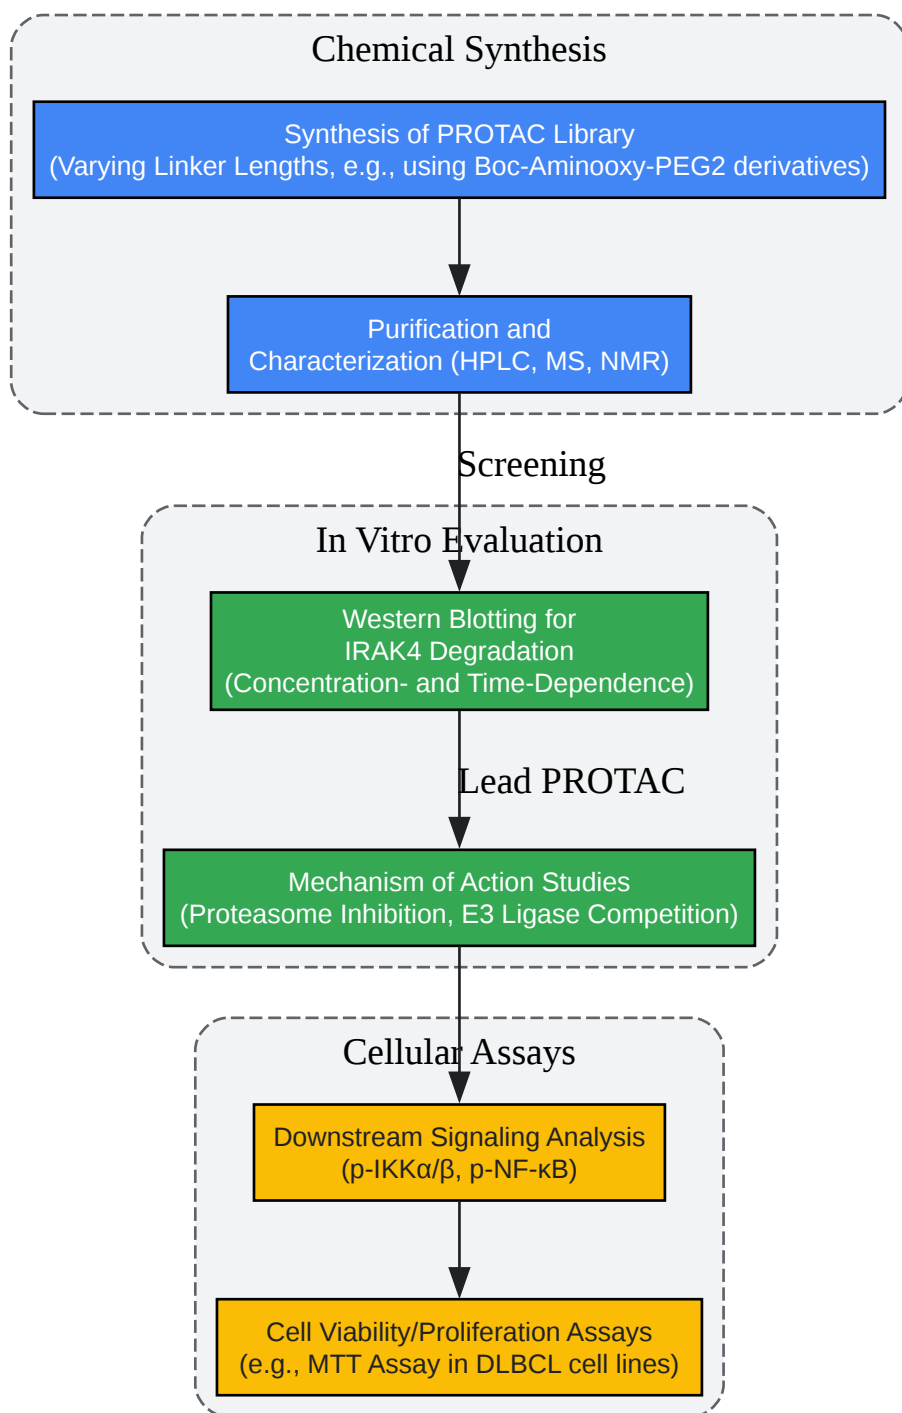 Chemical Synthesis
Synthesis of PROTAC Library
(Varying Linker Lengths, e.g., using Boc-Aminooxy-PEG2 derivatives)
Purification and
Characterization (HPLC, MS, NMR)
Screening
In Vitro Evaluation
Western Blotting for
IRAK4 Degradation
(Concentration- and Time-Dependence)
Lead PROTAC
Mechanism of Action Studies
(Proteasome Inhibition, E3 Ligase Competition)
Cellular Assays
Downstream Signaling Analysis
(p-IKKα/β, p-NF-κB)
Cell Viability/Proliferation Assays
(e.g., MTT Assay in DLBCL cell lines)